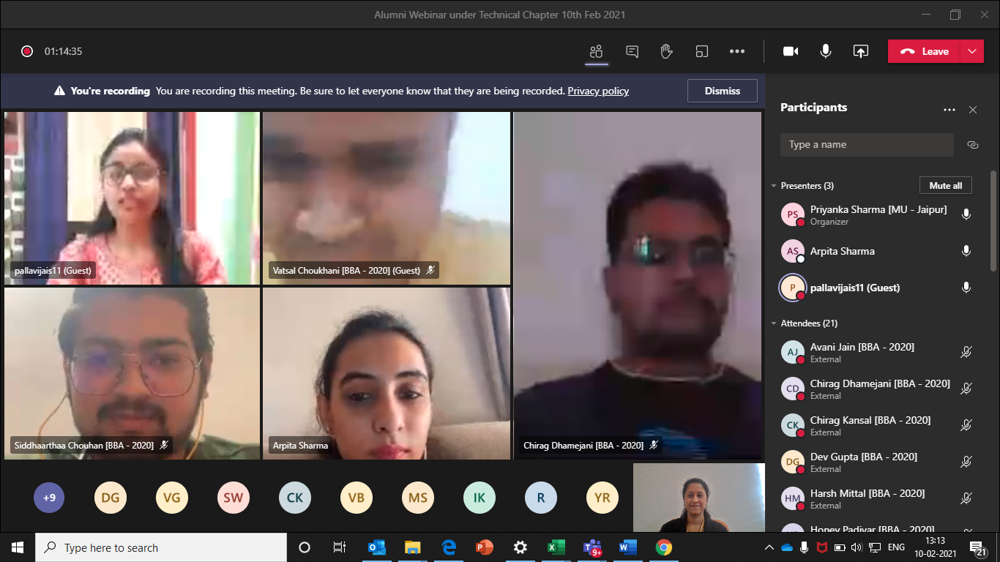 Alumni Webinar under Technical Chapter 10th Feb 2021
01:14:35
Leave
You're recording You are recording this meeting. Be sure to let everyone know that they are being recorded. Privacy policy
Dismiss
pallavijais11 (Guest)
Vatsal Choukhani [BBA - 2020] (Guest)
Siddhaarthaa Chouhan [BBA - 2020]
Arpita Sharma
Chirag Dhamejani [BBA - 2020]
+9 DG VG SW CK VB MS IK R YR
Participants
Type a name
Presenters (3)
Mute all
PS Priyanka Sharma [MU - Jaipur]
Organizer
AS Arpita Sharma
P pallavijais11 (Guest)
Attendees (21)
AJ Avani Jain [BBA - 2020]
External
CD Chirag Dhamejani [BBA - 2020]
External
CK Chirag Kansal [BBA - 2020]
External
DG Dev Gupta [BBA - 2020]
External
HM Harsh Mittal [BBA - 2020]
External
Honey Padiyar [BBA - 2020]
Type here to search
9+
ENG
13:13
10-02-2021
21